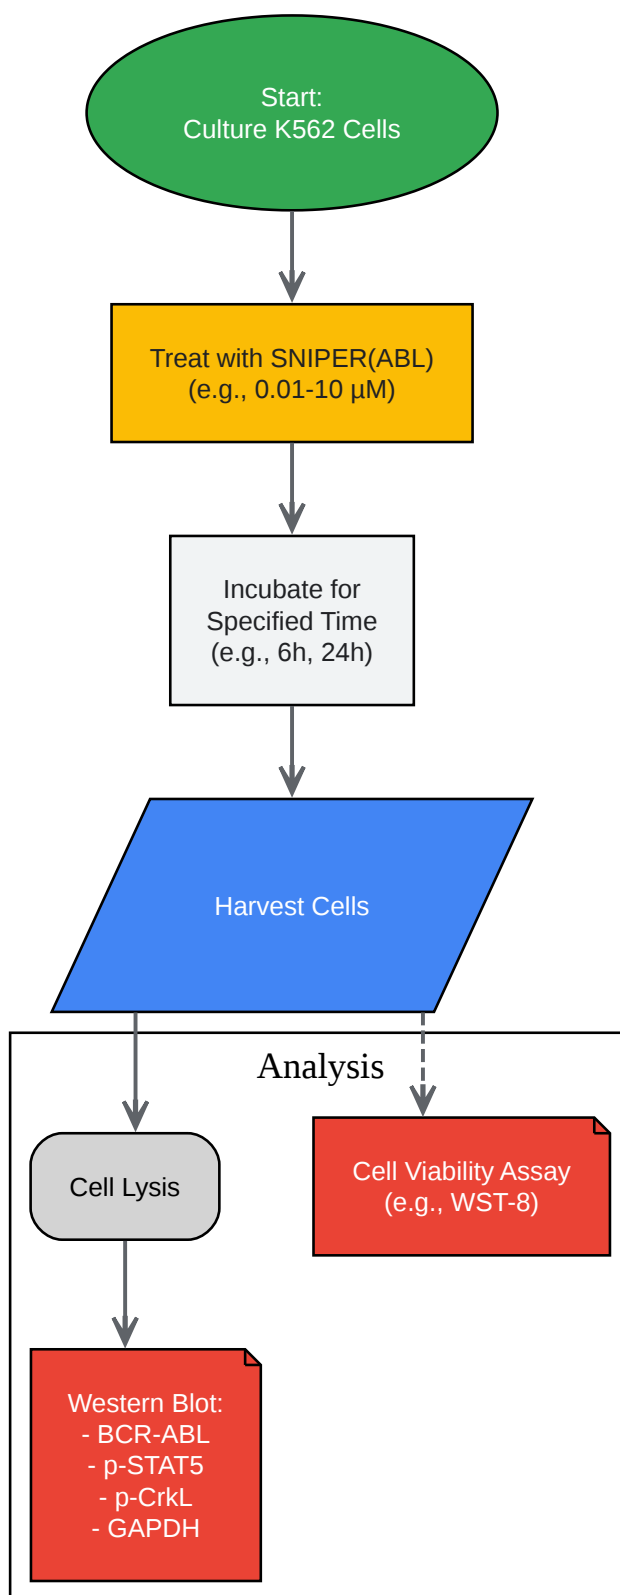 Start:
Culture K562 Cells
Treat with SNIPER(ABL)
(e.g., 0.01-10 µM)
Incubate for
Specified Time
(e.g., 6h, 24h)
Harvest Cells
Analysis
Cell Lysis
Cell Viability Assay
(e.g., WST-8)
Western Blot:
- BCR-ABL
- p-STAT5
- p-CrkL
- GAPDH